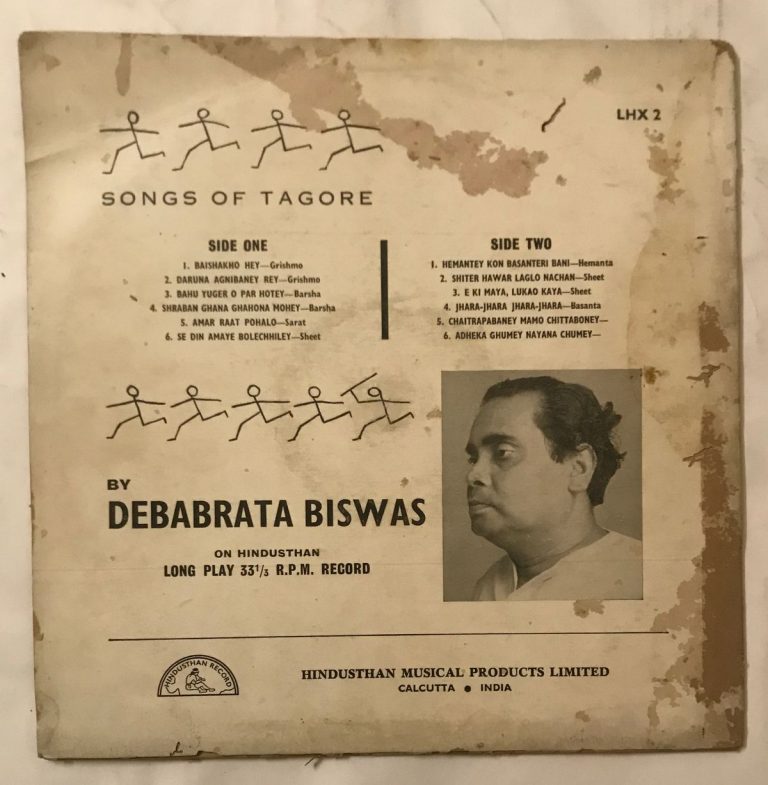 LHX 2
SONGS OF TAGORE
SIDE ONE
1. BAISHAKHO HEY—Grishmo
2. DARUNA AGNIBANEY REY—Grishmo
3. BAHU YUGER O PAR HOTEY—Barsha
4. SHRABAN GHANA GHAHONA MOHEY—Barsha
5. AMAR RAAT POHALO—Sarat
6. SE DIN AMAYE BOLECHHILEY—Sheet
SIDE TWO
1. HEMANTEY KON BASANTERI BANI—Hemanta
2. SHITER HAWAR LAGLO NACHAN—Sheet
3. E KI MAYA, LUKAO KAYA—Sheet
4. JHARA-JHARA JHARA-JHARA—Basanta
5. CHAITRAPABANEY MAMO CHITTABONEY—
6. ADHEKA GHUMEY NAYANA CHUMEY—
BY
DEBABRATA BISWAS
ON HINDUSTHAN
LONG PLAY 33 1/3 R.P.M. RECORD
HINDUSTHAN RECORD
HINDUSTHAN MUSICAL PRODUCTS LIMITED
CALCUTTA ● INDIA